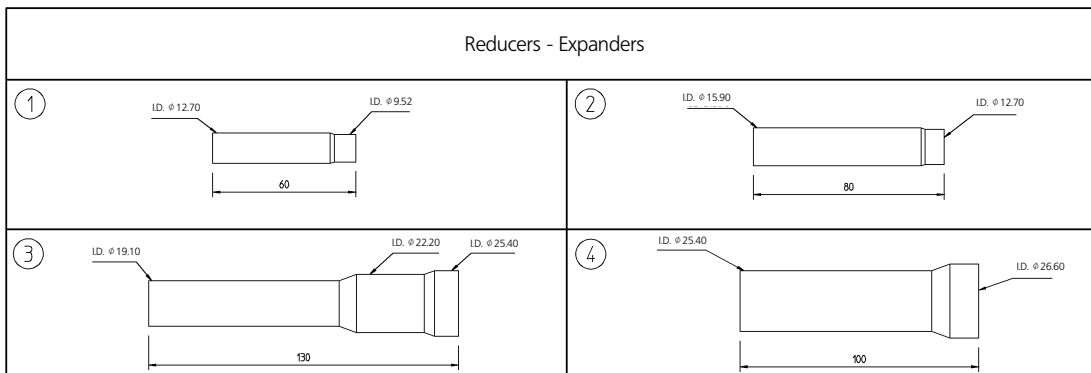 Reducers - Expanders
1
I.D. ϕ 12.70
I.D. ϕ 9.52
60
2
I.D. ϕ 15.90
I.D. ϕ 12.70
80
3
I.D. ϕ 19.10
I.D. ϕ 22.20
I.D. ϕ 25.40
130
4
I.D. ϕ 25.40
I.D. ϕ 26.60
100